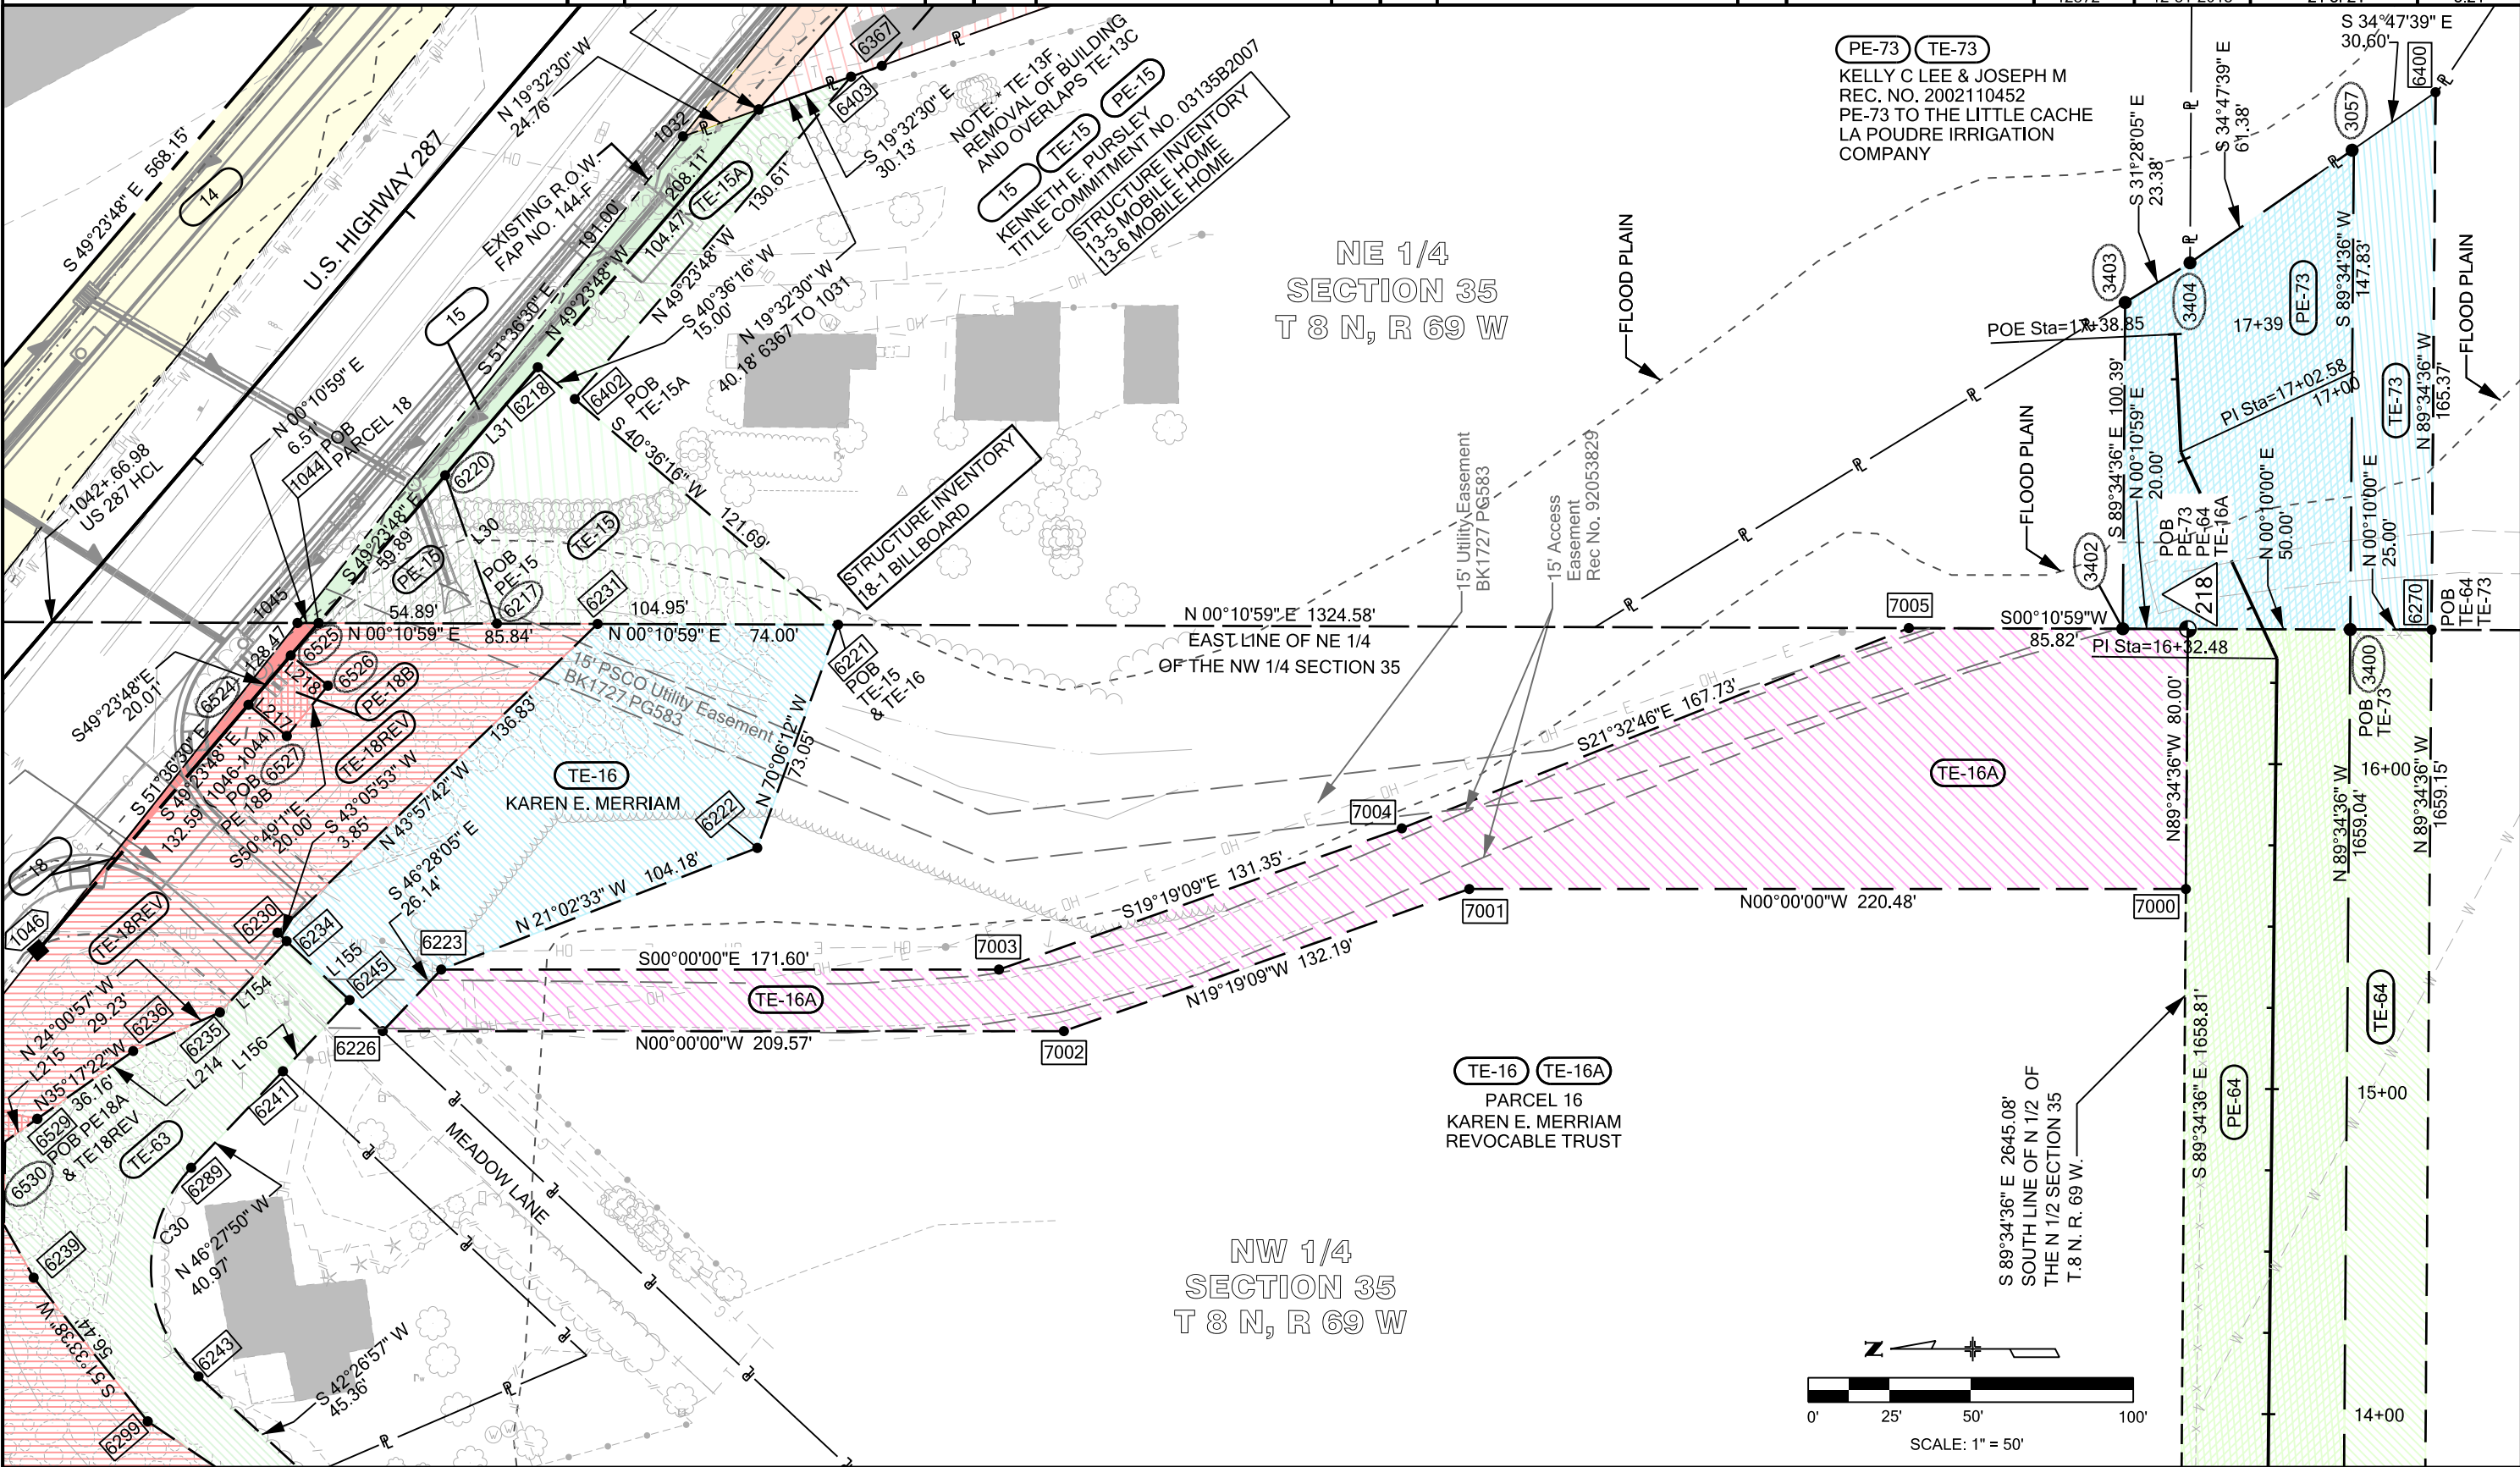 S 49°23'48" E  568.15'
14
U.S. HIGHWAY 287
N 19°32'30" W
24.76'
EXISTING R.O.W.
FAP NO. 144-F
1032
6367
6403
S 19°32'30" E
30.13'
NOTE: * TE-13F,
REMOVAL OF BUILDING
AND OVERLAPS TE-13C
15
TE-15
PE-15
KENNETH E. PURSLEY
TITLE COMMITMENT NO. 03135B2007
STRUCTURE INVENTORY
13-5 MOBILE HOME
13-6 MOBILE HOME
208.11'
191.00'
TE-15A
104.47'
130.61'
N 49°23'48" W
N 49°23'48" W
S 51°36'30" E
S 40°36'16" W
15.00'
N 19°32'30" W
40.18' 6367 TO 1031
15
L31
6218
6402
POB
TE-15A
S 40°36'16" W
121.69'
6220
N 00°10'59" E
6.51'
1044
POB
PARCEL 18
1042+66.98
US 287 HCL
S 49°23'48" E
59.89'
PE-15
L30
POB
PE-15
6217
TE-15
6231
STRUCTURE INVENTORY
18-1 BILLBOARD
NE 1/4
SECTION 35
T 8 N, R 69 W
PE-73
TE-73
KELLY C LEE & JOSEPH M
REC. NO. 2002110452
PE-73 TO THE LITTLE CACHE
LA POUDRE IRRIGATION
COMPANY
S 34°47'39" E
30.60'
6400
3057
S 34°47'39" E
61.38'
S 31°28'05" E
23.38'
3403
3404
POE Sta=17+38.85
17+39
PE-73
S 89°34'36" W
147.83'
N 89°34'36" W
165.37'
TE-73
PI Sta=17+02.58
17+00
FLOOD PLAIN
FLOOD PLAIN
FLOOD PLAIN
S 89°34'36" E  100.39'
N 00°10'59" E
20.00'
POB
PE-73
PE-64
TE-16A
218
N 00°10'00" E
50.00'
N 00°10'00" E
25.00'
3402
6270
POB
TE-64
TE-73
15' Utility Easement
BK1727 PG583
15' Access
Easement
Rec No. 92053829
1045
54.89'
N 00°10'59" E
85.84'
104.95'
N 00°10'59" E
74.00'
N 00°10'59" E  1324.58'
EAST LINE OF NE 1/4
OF THE NW 1/4 SECTION 35
7005
S00°10'59"W
85.82'
PI Sta=16+32.48
128.47
6525
6526
L218
PE-18B
6524
L217
S49°23'48"E
20.01'
6527
TE-18REV
S 51°36'30" E
S 49°23'48" E
132.59' (1046-1044)
POB
PE 18B
S50°49'1"E
20.00'
S 43°05'53" W
3.85'
136.83'
N 43°57'42" W
15' PSCO Utility Easement
BK1727 PG583
TE-16
KAREN E. MERRIAM
6221
POB
TE-15
& TE-16
N 70°06'12" W
73.05'
6222
S 46°28'05" E
26.14'
N 21°02'33" W  104.18'
3400
POB
TE-73
S21°32'46"E  167.73'
TE-16A
7004
N89°34'36"W  80.00'
N 89°34'36" W
1659.04'
16+00
N 89°34'36" W
1659.15'
18
1046
TE-18REV
6230
6234
L155
6245
6223
S00°00'00"E  171.60'
7003
S19°19'09"E  131.35'
7001
N00°00'00"W  220.48'
7000
TE-16A
N19°19'09"W  132.19'
L154
N 24°00'57" W
29.23'
6236
6235
L215
N35°17'22"W
36.16'
L214
L156
6226
N00°00'00"W  209.57'
7002
6529
POB PE18A
& TE18REV
6530
6241
TE-63
6289
MEADOW LANE
TE-16
TE-16A
PARCEL 16
KAREN E. MERRIAM
REVOCABLE TRUST
S 89°34'36" E  2645.08'
SOUTH LINE OF N 1/2 OF
THE N 1/2 SECTION 35
T.8 N. R. 69 W.
S 89°34'36" E 1658.81'
PE-64
TE-64
15+00
C30
N 46°27'50" W
40.97'
6239
S 51°33'38" W
56.44'
6243
S 42°26'57" W
45.36'
6299
NW 1/4
SECTION 35
T 8 N, R 69 W
N
0'
25'
50'
100'
SCALE: 1" = 50'
14+00